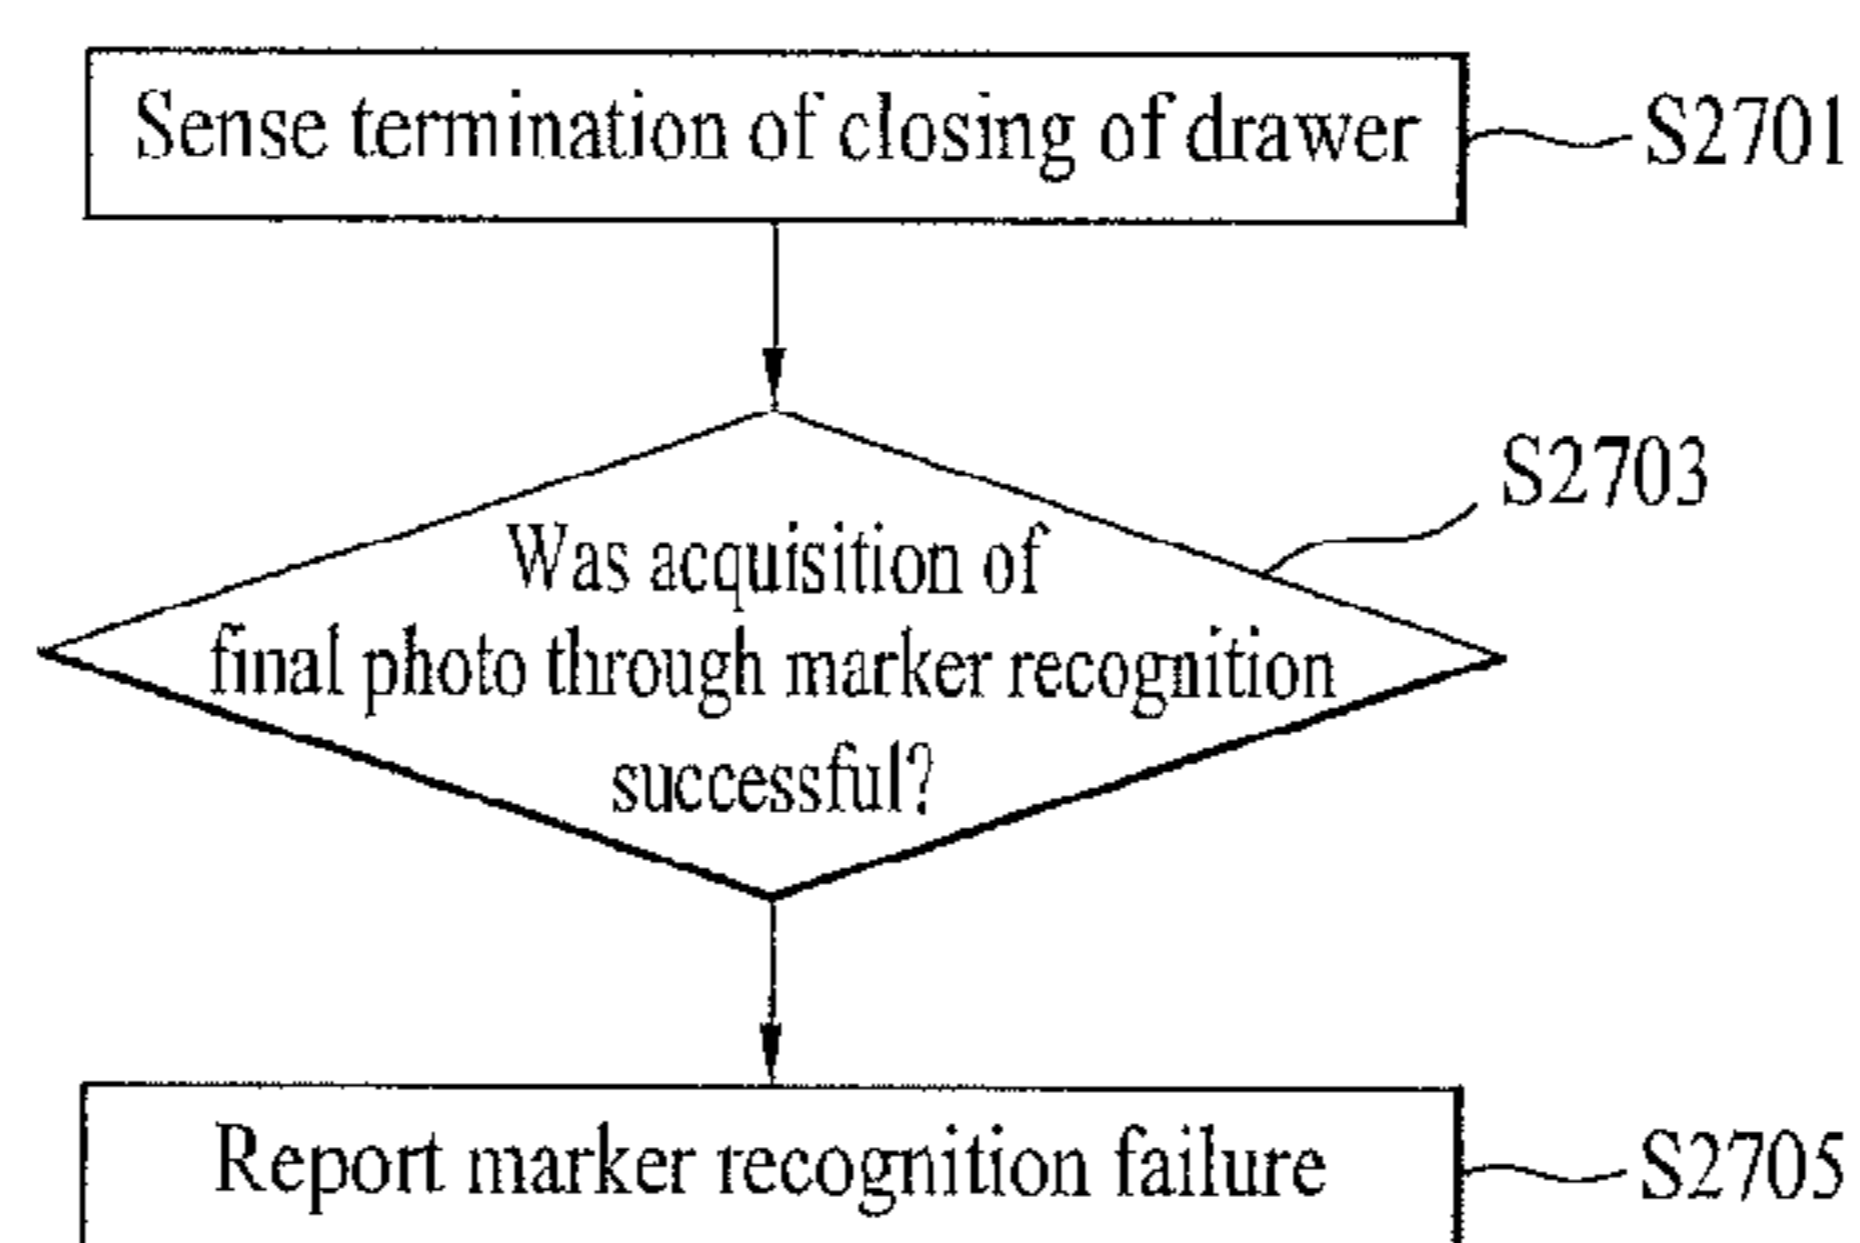 Sense termination of closing of drawer
S2701
S2703
Was acquisition of
final photo through marker recognition
successful?
Report marker recognition failure
S2705